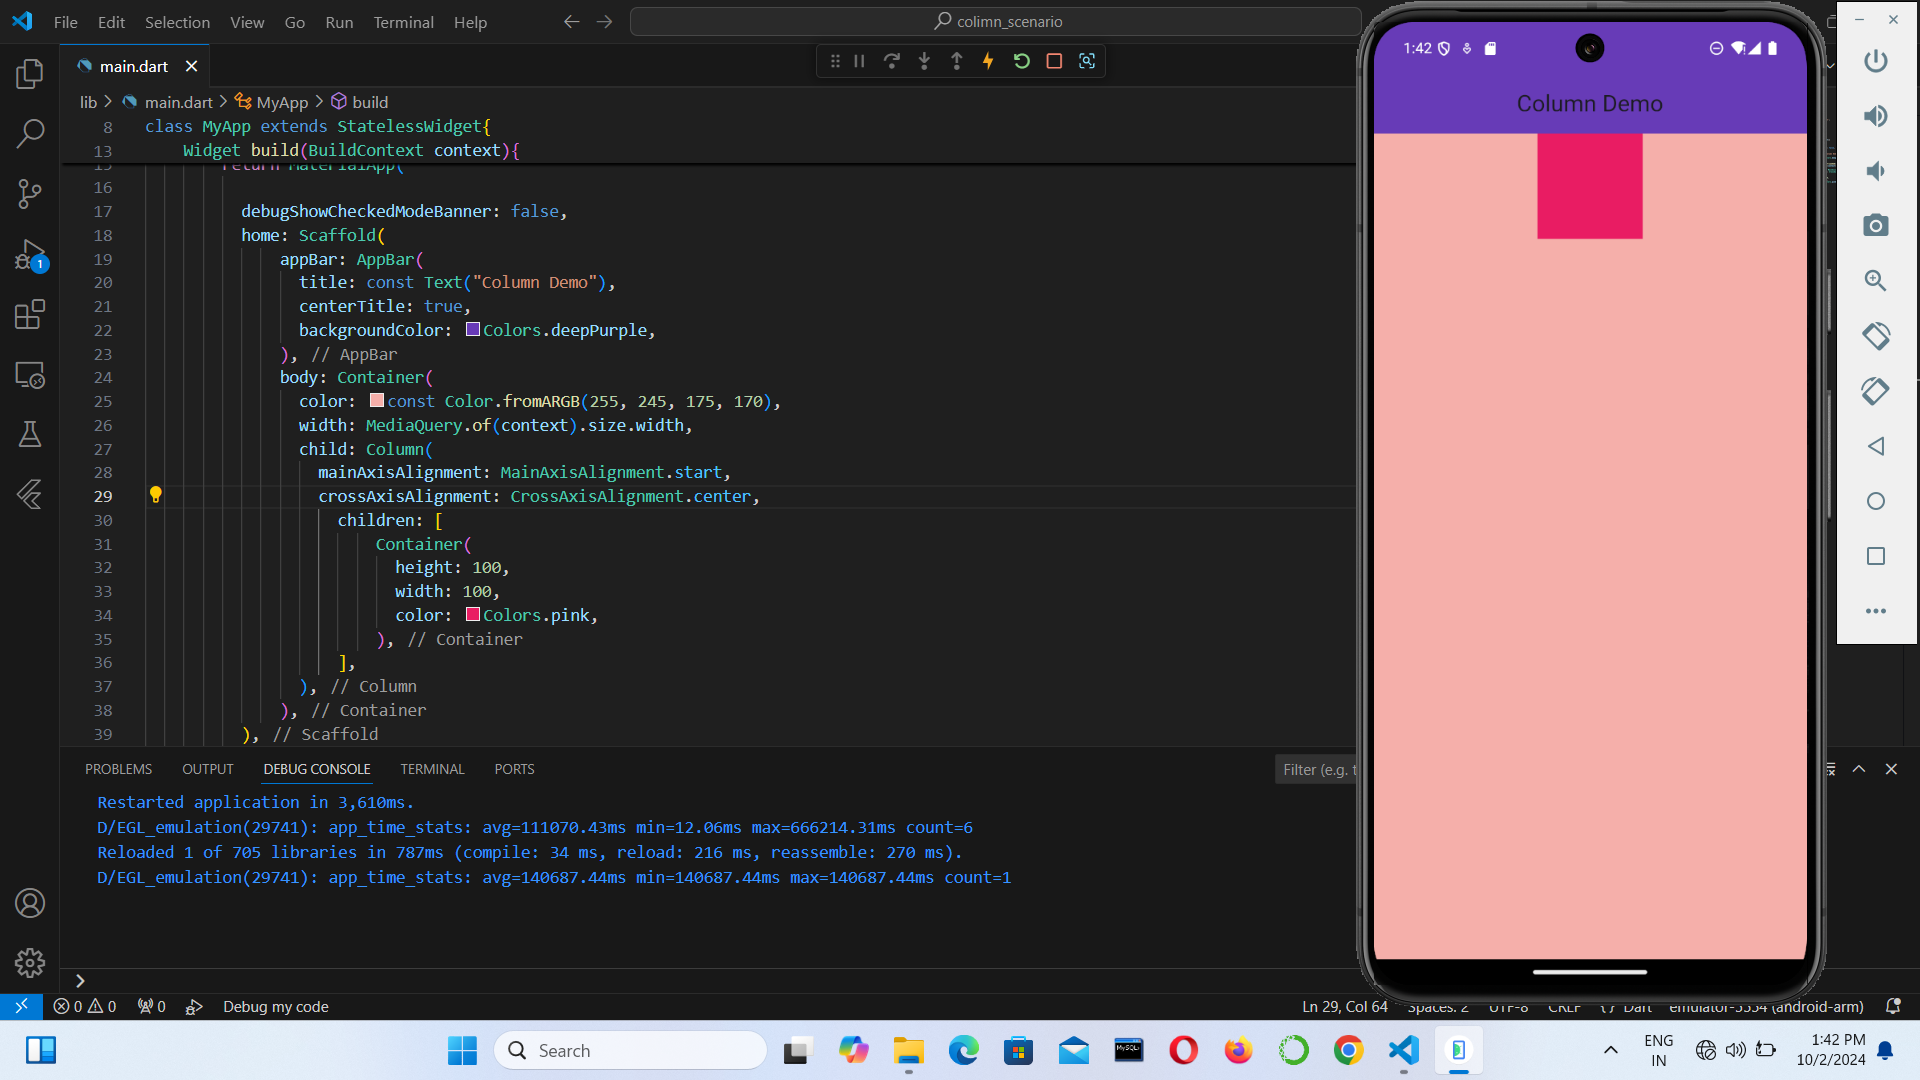 File Edit Selection View Go Run Terminal Help
colimn_scenario
main.dart
lib > main.dart > MyApp > build
8 class MyApp extends StatelessWidget{
13 Widget build(BuildContext context){
15 return MaterialApp(
16
17 debugShowCheckedModeBanner: false,
18 home: Scaffold(
19 appBar: AppBar(
20 title: const Text("Column Demo"),
21 centerTitle: true,
22 backgroundColor: Colors.deepPurple,
23 ), // AppBar
24 body: Container(
25 color: const Color.fromARGB(255, 245, 175, 170),
26 width: MediaQuery.of(context).size.width,
27 child: Column(
28 mainAxisAlignment: MainAxisAlignment.start,
29 crossAxisAlignment: CrossAxisAlignment.center,
30 children: [
31 Container(
32 height: 100,
33 width: 100,
34 color: Colors.pink,
35 ), // Container
36 ],
37 ), // Column
38 ), // Container
39 ), // Scaffold
1
PROBLEMS OUTPUT DEBUG CONSOLE TERMINAL PORTS
Filter (e.g. t
Restarted application in 3,610ms.
D/EGL_emulation(29741): app_time_stats: avg=111070.43ms min=12.06ms max=666214.31ms count=6
Reloaded 1 of 705 libraries in 787ms (compile: 34 ms, reload: 216 ms, reassemble: 270 ms).
D/EGL_emulation(29741): app_time_stats: avg=140687.44ms min=140687.44ms max=140687.44ms count=1
0 0 0 Debug my code
Ln 29, Col 64 Spaces: 2 UTF-8 CRLF {} Dart emulator-5554 (android-arm)
1:42
Column Demo
Search
MySQL
ENG
IN
1:42 PM
10/2/2024